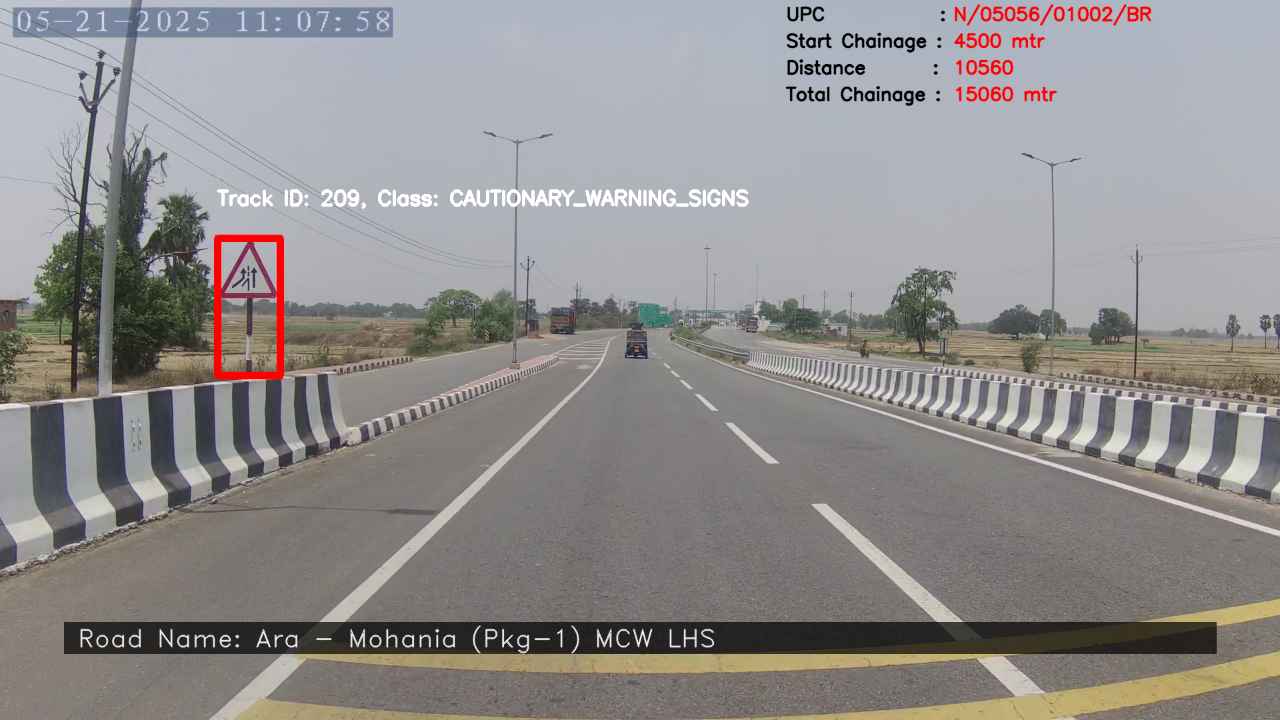 05-21-2025 11:07:58
UPC : N/05056/01002/BR
Start Chainage : 4500 mtr
Distance : 10560
Total Chainage : 15060 mtr
Track ID: 209, Class: CAUTIONARY_WARNING_SIGNS
Road Name: Ara - Mohania (Pkg-1) MCW LHS